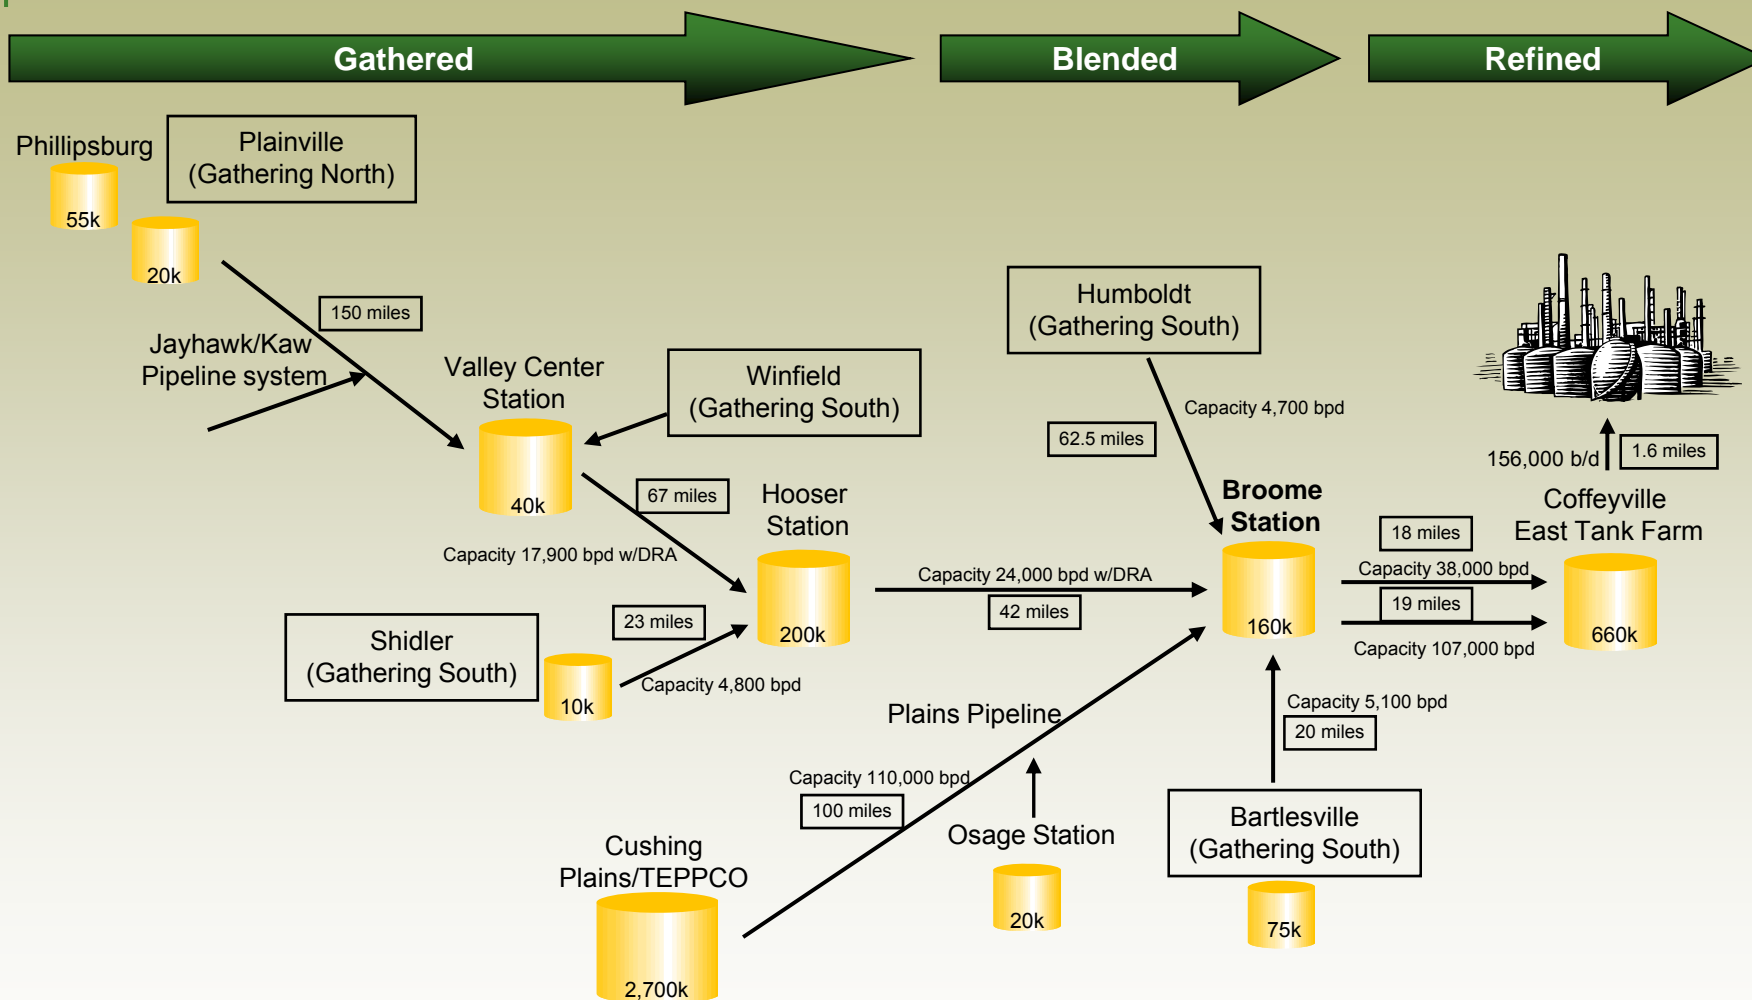 Gathered
Blended
Refined
Phillipsburg
55k
20k
Plainville
(Gathering North)
150 miles
Jayhawk/Kaw
Pipeline system
Valley Center
Station
40k
Winfield
(Gathering South)
67 miles
Capacity 17,900 bpd w/DRA
Hooser
Station
200k
Shidler
(Gathering South)
10k
23 miles
Capacity 4,800 bpd
Capacity 24,000 bpd w/DRA
42 miles
Humboldt
(Gathering South)
Capacity 4,700 bpd
62.5 miles
Broome
Station
160k
Plains Pipeline
Capacity 110,000 bpd
100 miles
Cushing
Plains/TEPPCO
2,700k
Osage Station
20k
Capacity 5,100 bpd
20 miles
Bartlesville
(Gathering South)
75k
18 miles
Capacity 38,000 bpd
19 miles
Capacity 107,000 bpd
156,000 b/d
1.6 miles
Coffeyville
East Tank Farm
660k